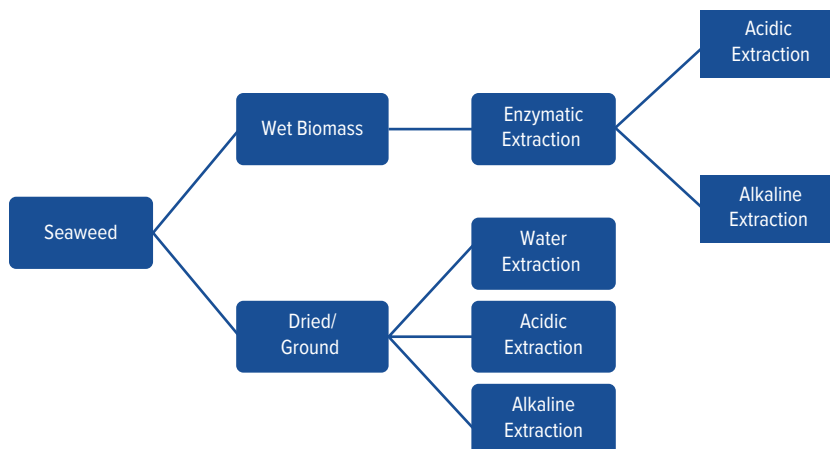 Acidic
Extraction
Wet Biomass
Enzymatic
Extraction
Alkaline
Extraction
Seaweed
Water
Extraction
Dried/
Ground
Acidic
Extraction
Alkaline
Extraction